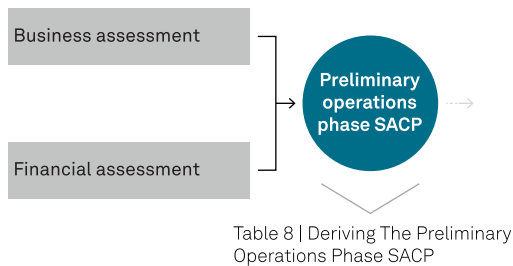 Business assessment
Preliminary
operations
phase SACP
Financial assessment
Table 8 | Deriving The Preliminary
Operations Phase SACP